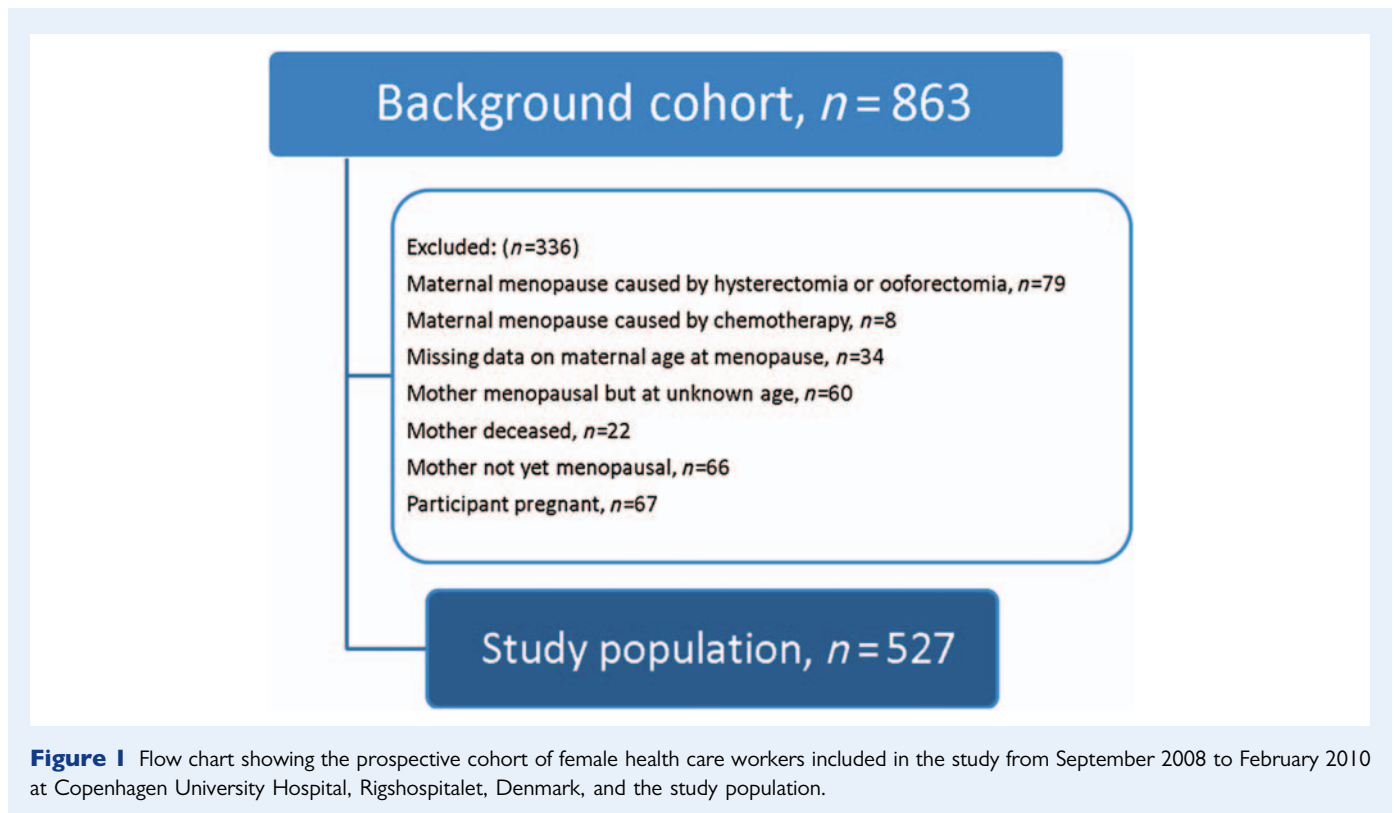 Background cohort, n = 863
Excluded: (n=336)
Maternal menopause caused by hysterectomia or ooforectomia, n=79
Maternal menopause caused by chemotherapy, n=8
Missing data on maternal age at menopause, n=34
Mother menopausal but at unknown age, n=60
Mother deceased, n=22
Mother not yet menopausal, n=66
Participant pregnant, n=67
Study population, n = 527
Figure 1 Flow chart showing the prospective cohort of female health care workers included in the study from September 2008 to February 2010
at Copenhagen University Hospital, Rigshospitalet, Denmark, and the study population.